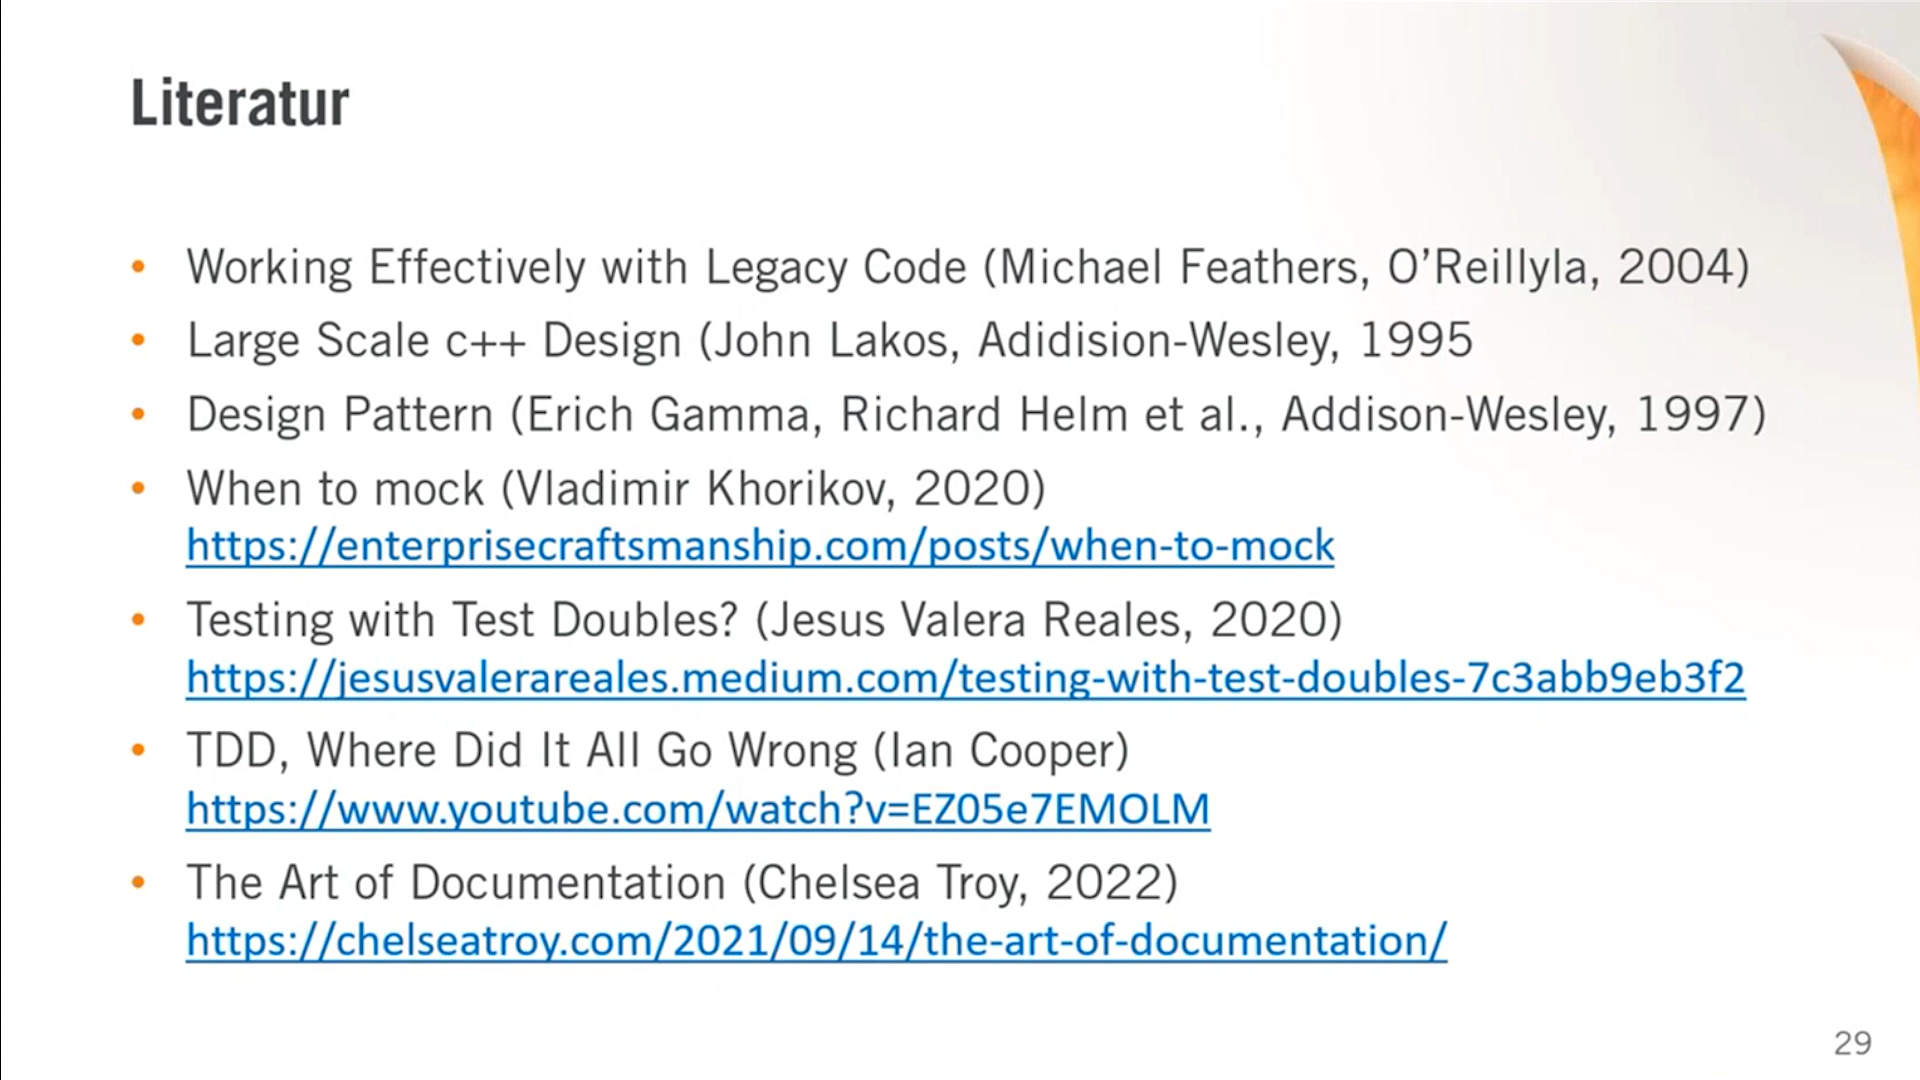 Literatur
• Working Effectively with Legacy Code (Michael Feathers, O’Reillyla, 2004)
• Large Scale c++ Design (John Lakos, Adidision-Wesley, 1995
• Design Pattern (Erich Gamma, Richard Helm et al., Addison-Wesley, 1997)
• When to mock (Vladimir Khorikov, 2020)
https://enterprisecraftsmanship.com/posts/when-to-mock
• Testing with Test Doubles? (Jesus Valera Reales, 2020)
https://jesusvalerareales.medium.com/testing-with-test-doubles-7c3abb9eb3f2
• TDD, Where Did It All Go Wrong (Ian Cooper)
https://www.youtube.com/watch?v=EZ05e7EMOLM
• The Art of Documentation (Chelsea Troy, 2022)
https://chelseatroy.com/2021/09/14/the-art-of-documentation/
29